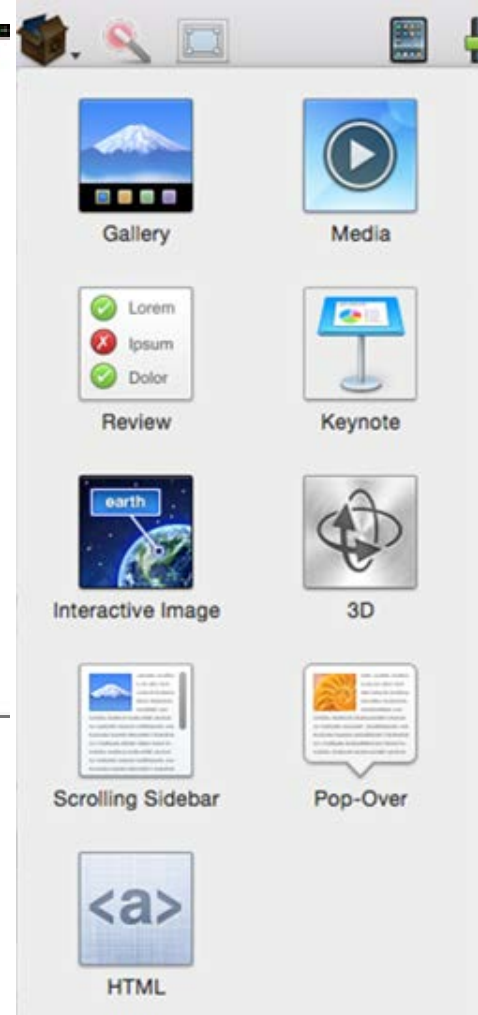 Gallery
Media
Lorem
Ipsum
Dolor
Review
Keynote
earth
Interactive Image
3D
Scrolling Sidebar
Pop-Over
<a>
HTML